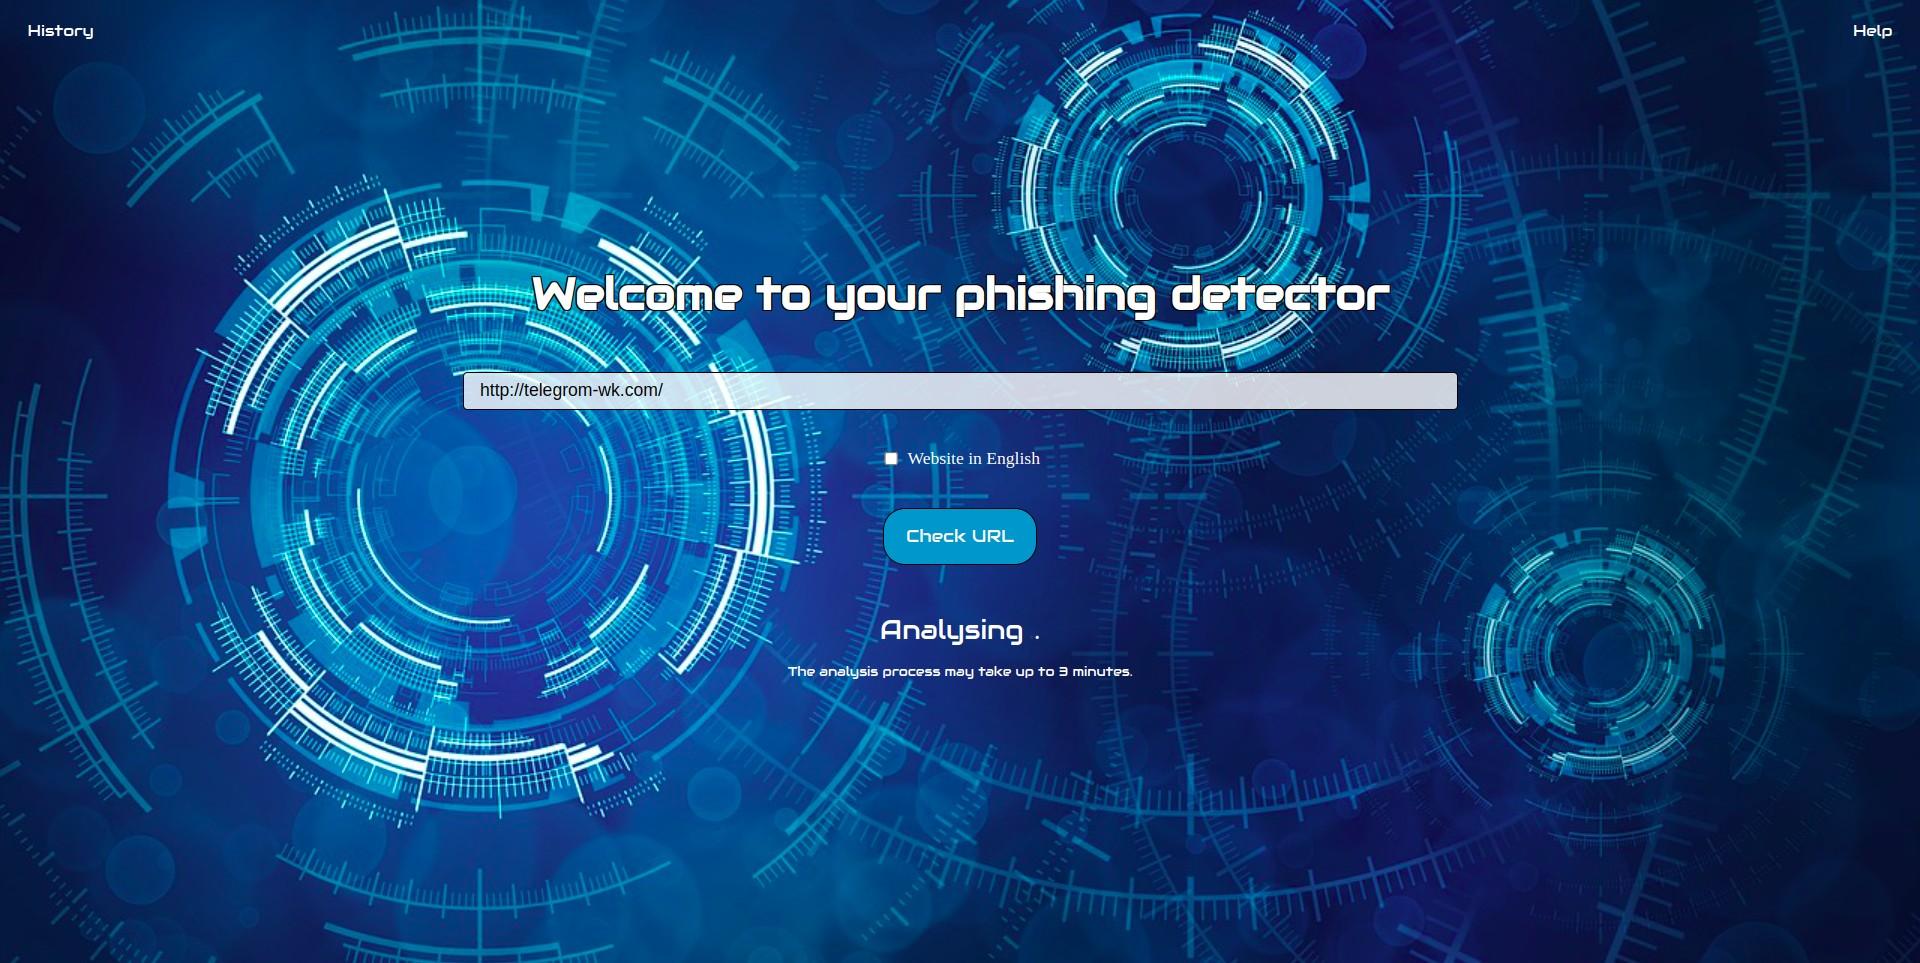 History
Help
Welcome to your phishing detector
http://telegrom-wk.com/
Website in English
Check URL
Analysing .
The analysis process may take up to 3 minutes.